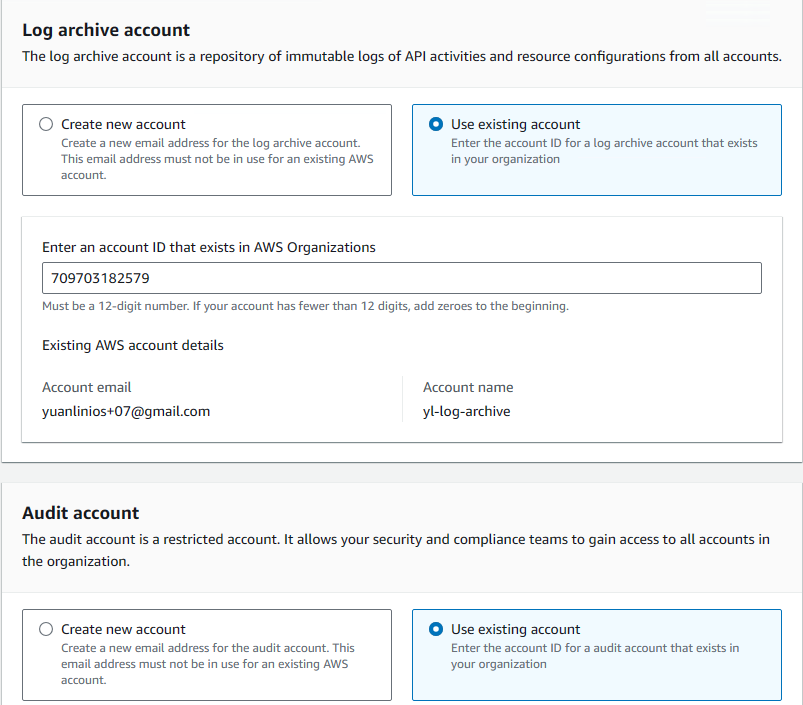 Log archive account
The log archive account is a repository of immutable logs of API activities and resource configurations from all accounts.
Create new account
Create a new email address for the log archive account.
This email address must not be in use for an existing AWS
account.
Use existing account
Enter the account ID for a log archive account that exists
in your organization
Enter an account ID that exists in AWS Organizations
709703182579
Must be a 12-digit number. If your account has fewer than 12 digits, add zeroes to the beginning.
Existing AWS account details
Account email
yuanlinios+07@gmail.com
Account name
yl-log-archive
Audit account
The audit account is a restricted account. It allows your security and compliance teams to gain access to all accounts in
the organization.
Create new account
Create a new email address for the audit account. This
email address must not be in use for an existing AWS
account.
Use existing account
Enter the account ID for a audit account that exists in
your organization